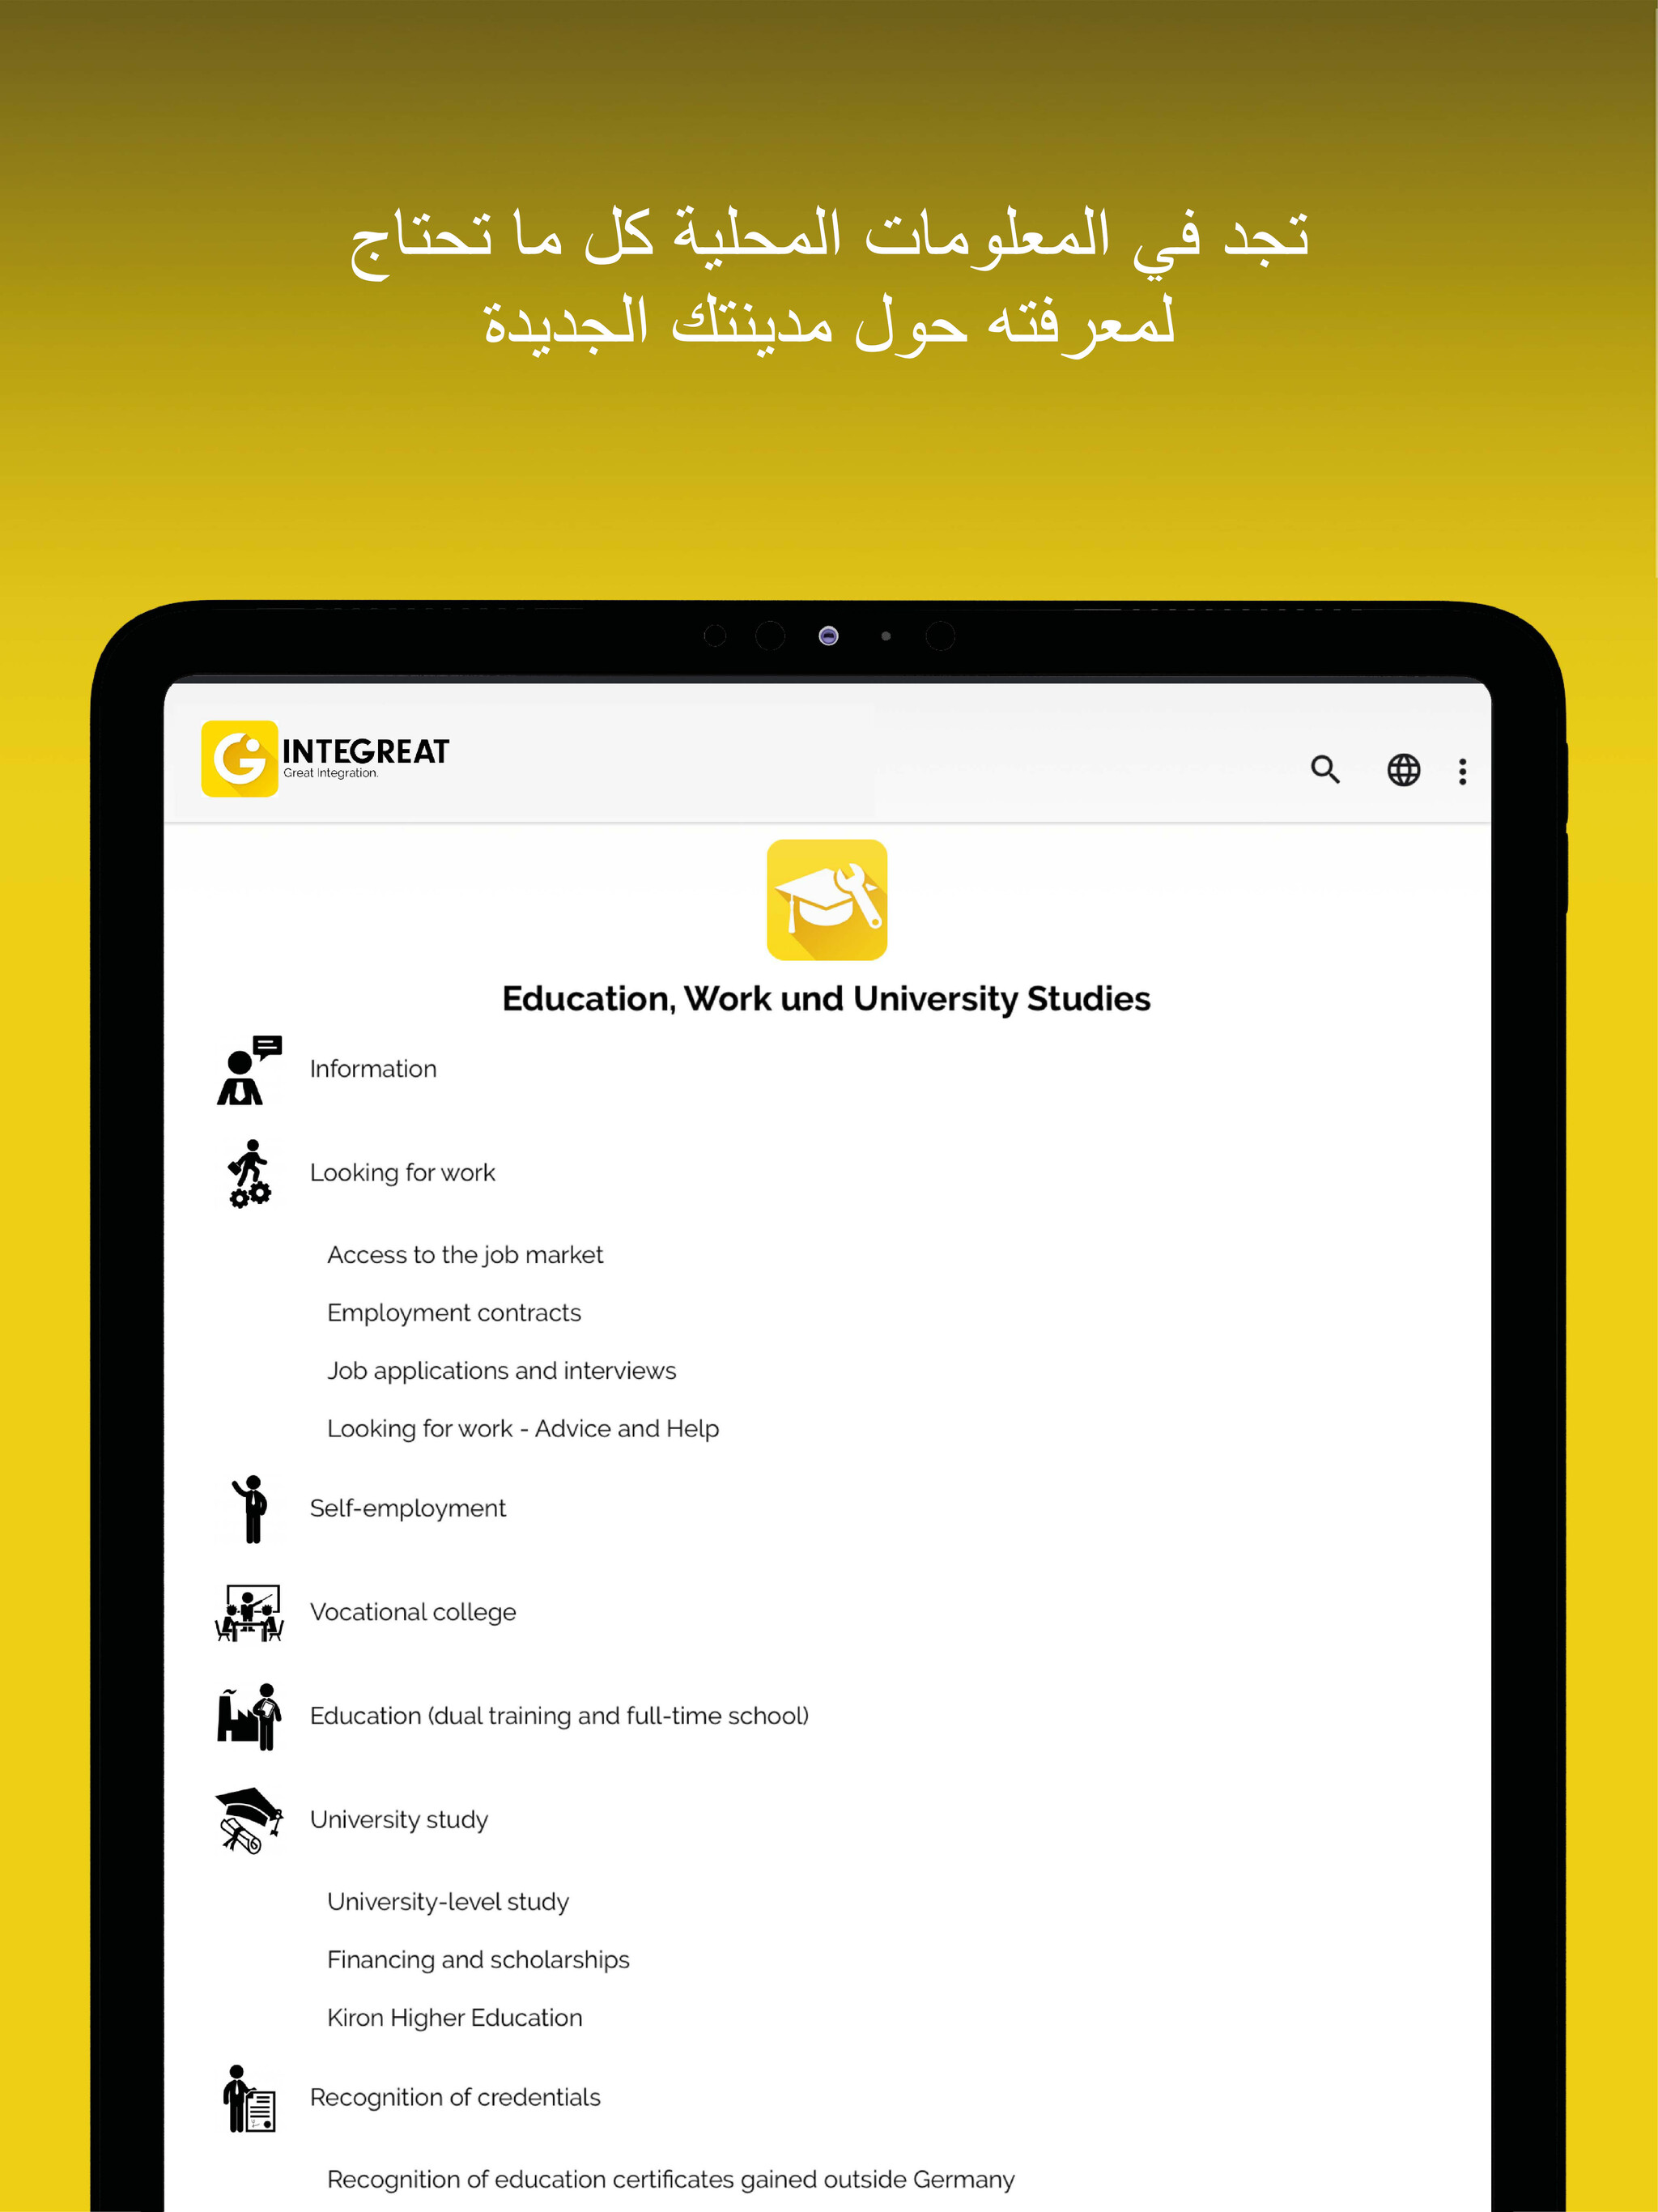 تجد في المعلومات المحلية كل ما تحتاج
لمعرفته حول مدينتك الجديدة
INTEGREAT
Great Integration.
Education, Work und University Studies
Information
Looking for work
Access to the job market
Employment contracts
Job applications and interviews
Looking for work - Advice and Help
Self-employment
Vocational college
Education (dual training and full-time school)
University study
University-level study
Financing and scholarships
Kiron Higher Education
Recognition of credentials
Recognition of education certificates gained outside Germany